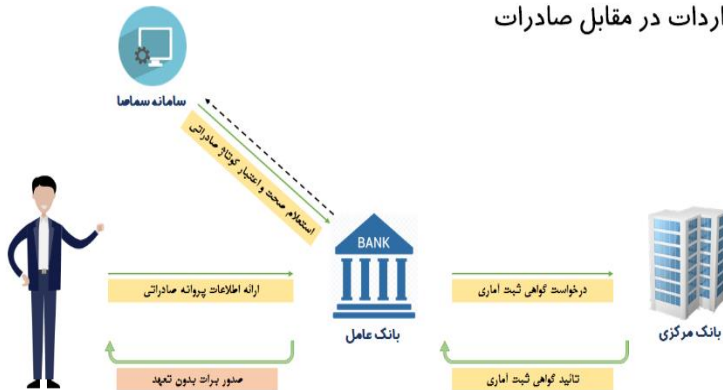 اردات در مقابل صادرات
سامانه سماصا
استعلام صحت و اعتبار کوتاژ صادراتی
BANK
ارائه اطلاعات پروانه صادراتی
درخواست گواهی ثبت آماری
بانک عامل
بانک مرکزی
صدور برات بدون تعهد
تائید گواهی ثبت آماری